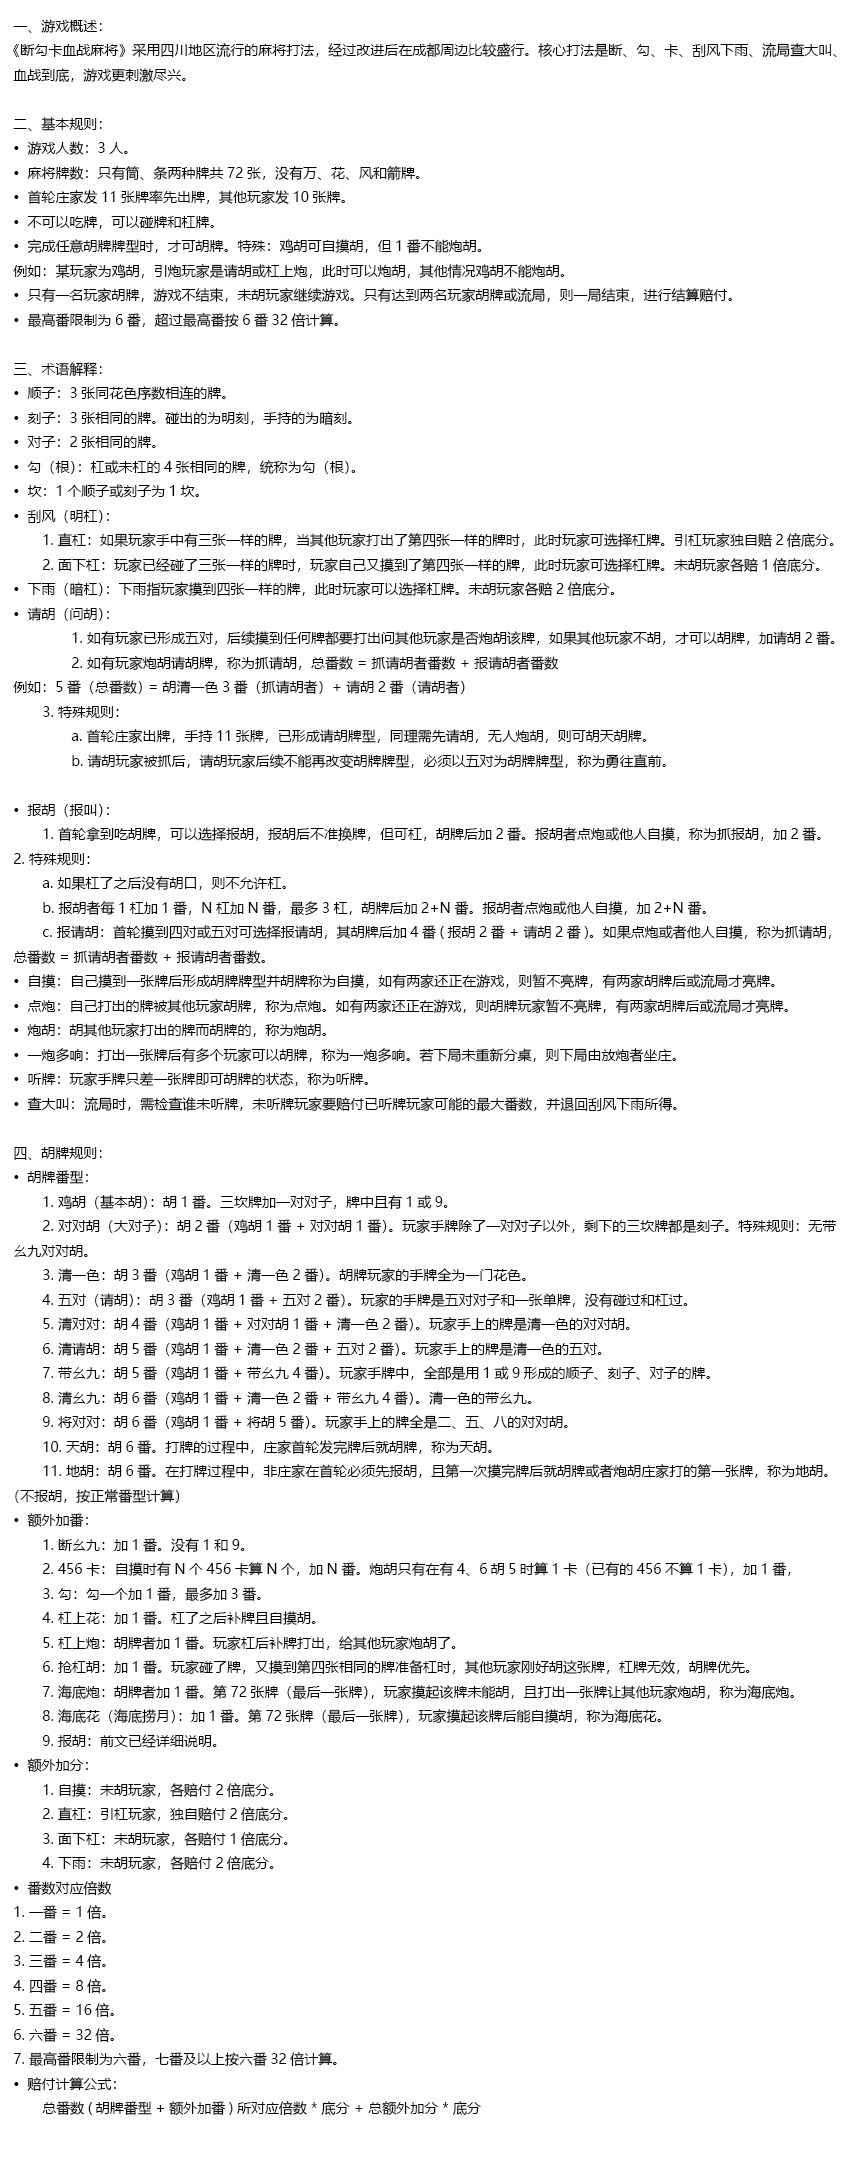 一、游戏概述：
《断勾卡血战麻将》采用四川地区流行的麻将打法，经过改进后在成都周边比较盛行。核心打法是断、勾、卡、刮风下雨、流局查大叫、
血战到底，游戏更刺激尽兴。
二、基本规则：
• 游戏人数：3 人。
• 麻将牌数：只有筒、条两种牌共 72 张，没有万、花、风和箭牌。
• 首轮庄家发 11 张牌率先出牌，其他玩家发 10 张牌。
• 不可以吃牌，可以碰牌和杠牌。
• 完成任意胡牌牌型时，才可胡牌。特殊：鸡胡可自摸胡，但 1 番不能炮胡。
例如：某玩家为鸡胡，引炮玩家是请胡或杠上炮，此时可以炮胡，其他情况鸡胡不能炮胡。
• 只有一名玩家胡牌，游戏不结束，未胡玩家继续游戏。只有达到两名玩家胡牌或流局，则一局结束，进行结算赔付。
• 最高番限制为 6 番，超过最高番按 6 番 32 倍计算。
三、术语解释：
• 顺子：3 张同花色序数相连的牌。
• 刻子：3 张相同的牌。碰出的为明刻，手持的为暗刻。
• 对子：2 张相同的牌。
• 勾（根）：杠或未杠的 4 张相同的牌，统称为勾（根）。
• 坎：1 个顺子或刻子为 1 坎。
• 刮风（明杠）：
1. 直杠：如果玩家手中有三张一样的牌，当其他玩家打出了第四张一样的牌时，此时玩家可选择杠牌。引杠玩家独自赔 2 倍底分。
2. 面下杠：玩家已经碰了三张一样的牌时，玩家自己又摸到了第四张一样的牌，此时玩家可选择杠牌。未胡玩家各赔 1 倍底分。
• 下雨（暗杠）：下雨指玩家摸到四张一样的牌，此时玩家可以选择杠牌。未胡玩家各赔 2 倍底分。
• 请胡（问胡）：
1. 如有玩家已形成五对，后续摸到任何牌都要打出问其他玩家是否炮胡该牌，如果其他玩家不胡，才可以胡牌，加请胡 2 番。
2. 如有玩家炮胡请胡牌，称为抓请胡，总番数 = 抓请胡者番数 + 报请胡者番数
例如：5 番（总番数）= 胡清一色 3 番（抓请胡者）+ 请胡 2 番（请胡者）
3. 特殊规则：
a. 首轮庄家出牌，手持 11 张牌，已形成请胡牌型，同理需先请胡，无人炮胡，则可胡天胡牌。
b. 请胡玩家被抓后，请胡玩家后续不能再改变胡牌牌型，必须以五对为胡牌牌型，称为勇往直前。
• 报胡（报叫）：
1. 首轮拿到吃胡牌，可以选择报胡，报胡后不准换牌，但可杠，胡牌后加 2 番。报胡者点炮或他人自摸，称为抓报胡，加 2 番。
2. 特殊规则：
a. 如果杠了之后没有胡口，则不允许杠。
b. 报胡者每 1 杠加 1 番，N 杠加 N 番，最多 3 杠，胡牌后加 2+N 番。报胡者点炮或他人自摸，加 2+N 番。
c. 报请胡：首轮摸到四对或五对可选择报请胡，其胡牌后加 4 番 ( 报胡 2 番 + 请胡 2 番 )。如果点炮或者他人自摸，称为抓请胡，
总番数 = 抓请胡者番数 + 报请胡者番数。
• 自摸：自己摸到一张牌后形成胡牌牌型并胡牌称为自摸，如有两家还正在游戏，则暂不亮牌，有两家胡牌后或流局才亮牌。
• 点炮：自己打出的牌被其他玩家胡牌，称为点炮。如有两家还正在游戏，则胡牌玩家暂不亮牌，有两家胡牌后或流局才亮牌。
• 炮胡：胡其他玩家打出的牌而胡牌的，称为炮胡。
• 一炮多响：打出一张牌后有多个玩家可以胡牌，称为一炮多响。若下局未重新分桌，则下局由放炮者坐庄。
• 听牌：玩家手牌只差一张牌即可胡牌的状态，称为听牌。
• 查大叫：流局时，需检查谁未听牌，未听牌玩家要赔付已听牌玩家可能的最大番数，并退回刮风下雨所得。
四、胡牌规则：
• 胡牌番型：
1. 鸡胡（基本胡）：胡 1 番。三坎牌加一对对子，牌中且有 1 或 9。
2. 对对胡（大对子）：胡 2 番（鸡胡 1 番 + 对对胡 1 番）。玩家手牌除了一对对子以外，剩下的三坎牌都是刻子。特殊规则：无带
幺九对对胡。
3. 清一色：胡 3 番（鸡胡 1 番 + 清一色 2 番）。胡牌玩家的手牌全为一门花色。
4. 五对（请胡）：胡 3 番（鸡胡 1 番 + 五对 2 番）。玩家的手牌是五对对子和一张单牌，没有碰过和杠过。
5. 清对对：胡 4 番（鸡胡 1 番 + 对对胡 1 番 + 清一色 2 番）。玩家手上的牌是清一色的对对胡。
6. 清请胡：胡 5 番（鸡胡 1 番 + 清一色 2 番 + 五对 2 番）。玩家手上的牌是清一色的五对。
7. 带幺九：胡 5 番（鸡胡 1 番 + 带幺九 4 番）。玩家手牌中，全部是用 1 或 9 形成的顺子、刻子、对子的牌。
8. 清幺九：胡 6 番（鸡胡 1 番 + 清一色 2 番 + 带幺九 4 番）。清一色的带幺九。
9. 将对对：胡 6 番（鸡胡 1 番 + 将胡 5 番）。玩家手上的牌全是二、五、八的对对胡。
10. 天胡：胡 6 番。打牌的过程中，庄家首轮发完牌后就胡牌，称为天胡。
11. 地胡：胡 6 番。在打牌过程中，非庄家在首轮必须先报胡，且第一次摸完牌后就胡牌或者炮胡庄家打的第一张牌，称为地胡。
（不报胡，按正常番型计算）
• 额外加番：
1. 断幺九：加 1 番。没有 1 和 9。
2. 456 卡：自摸时有 N 个 456 卡算 N 个，加 N 番。炮胡只有在有 4、6 胡 5 时算 1 卡（已有的 456 不算 1 卡），加 1 番，
3. 勾：勾一个加 1 番，最多加 3 番。
4. 杠上花：加 1 番。杠了之后补牌且自摸胡。
5. 杠上炮：胡牌者加 1 番。玩家杠后补牌打出，给其他玩家炮胡了。
6. 抢杠胡：加 1 番。玩家碰了牌，又摸到第四张相同的牌准备杠时，其他玩家刚好胡这张牌，杠牌无效，胡牌优先。
7. 海底炮：胡牌者加 1 番。第 72 张牌（最后一张牌），玩家摸起该牌未能胡，且打出一张牌让其他玩家炮胡，称为海底炮。
8. 海底花（海底捞月）：加 1 番。第 72 张牌（最后一张牌），玩家摸起该牌后能自摸胡，称为海底花。
9. 报胡：前文已经详细说明。
• 额外加分：
1. 自摸：未胡玩家，各赔付 2 倍底分。
2. 直杠：引杠玩家，独自赔付 2 倍底分。
3. 面下杠：未胡玩家，各赔付 1 倍底分。
4. 下雨：未胡玩家，各赔付 2 倍底分。
• 番数对应倍数
1. 一番 = 1 倍。
2. 二番 = 2 倍。
3. 三番 = 4 倍。
4. 四番 = 8 倍。
5. 五番 = 16 倍。
6. 六番 = 32 倍。
7. 最高番限制为六番，七番及以上按六番 32 倍计算。
• 赔付计算公式：
总番数 ( 胡牌番型 + 额外加番 ) 所对应倍数 * 底分 + 总额外加分 * 底分